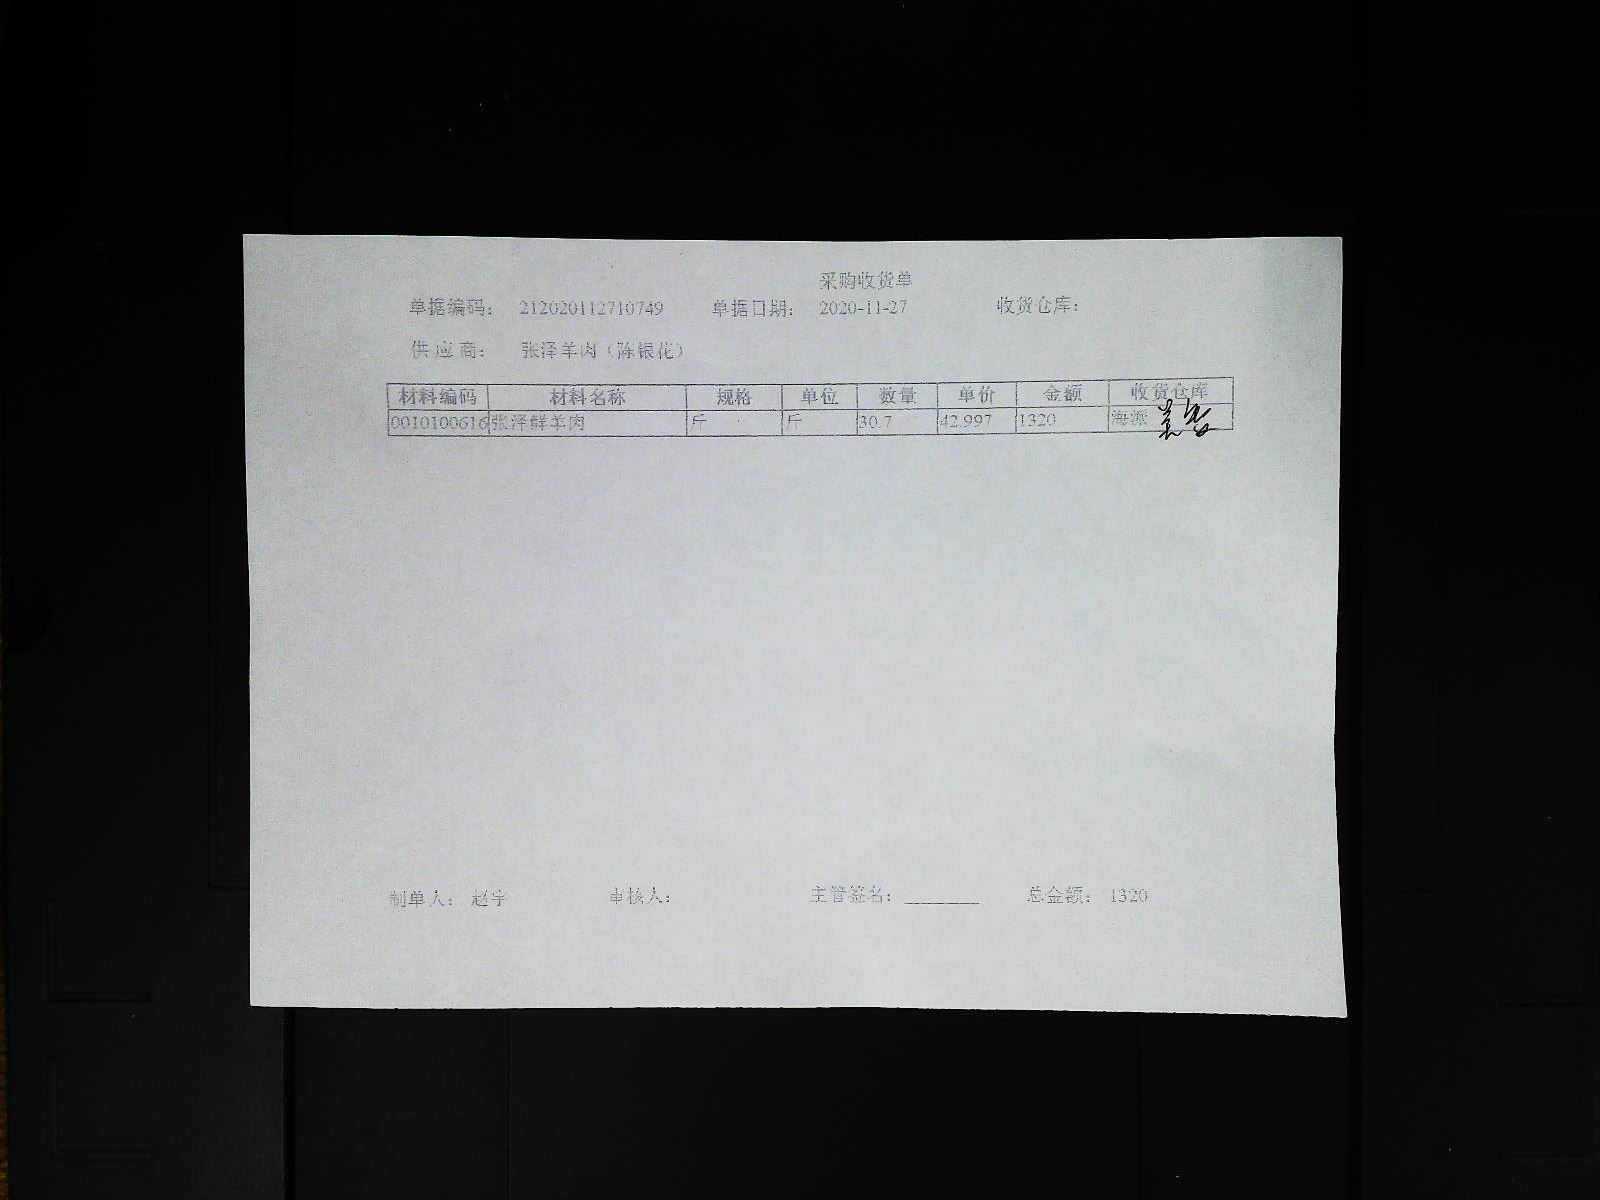 采购收货单
单据编码： 212020112710749 单据日期： 2020-11-27 收货仓库：
供 应 商： 张泽羊肉（陈银花）
材料编码 材料名称 规格 单位 数量 单价 金额 收货仓库
0010100616 张泽鲜羊肉 斤 斤 30.7 42.997 1320 海派
制单人： 赵宇 审核人： 主管签名： ________ 总金额： 1320